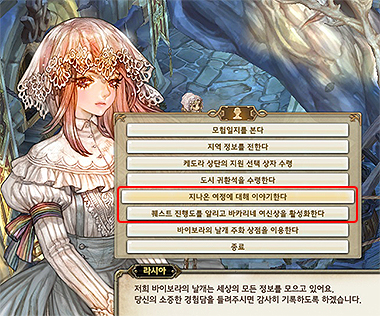 모험일지를 본다
지역 정보를 전한다
케도라 상단의 지원 선택 상자 수령
도시 귀환석을 수령한다
지나온 여정에 대해 이야기한다
퀘스트 진행도를 알리고 바카리네 여신상을 활성화한다
바이보라의 날개 주화 상점을 이용한다
종료
라시아
저희 바이보라의 날개는 세상의 모든 정보를 모으고 있어요.
당신의 소중한 경험담을 들려주시면 감사히 기록하도록 하겠습니다.